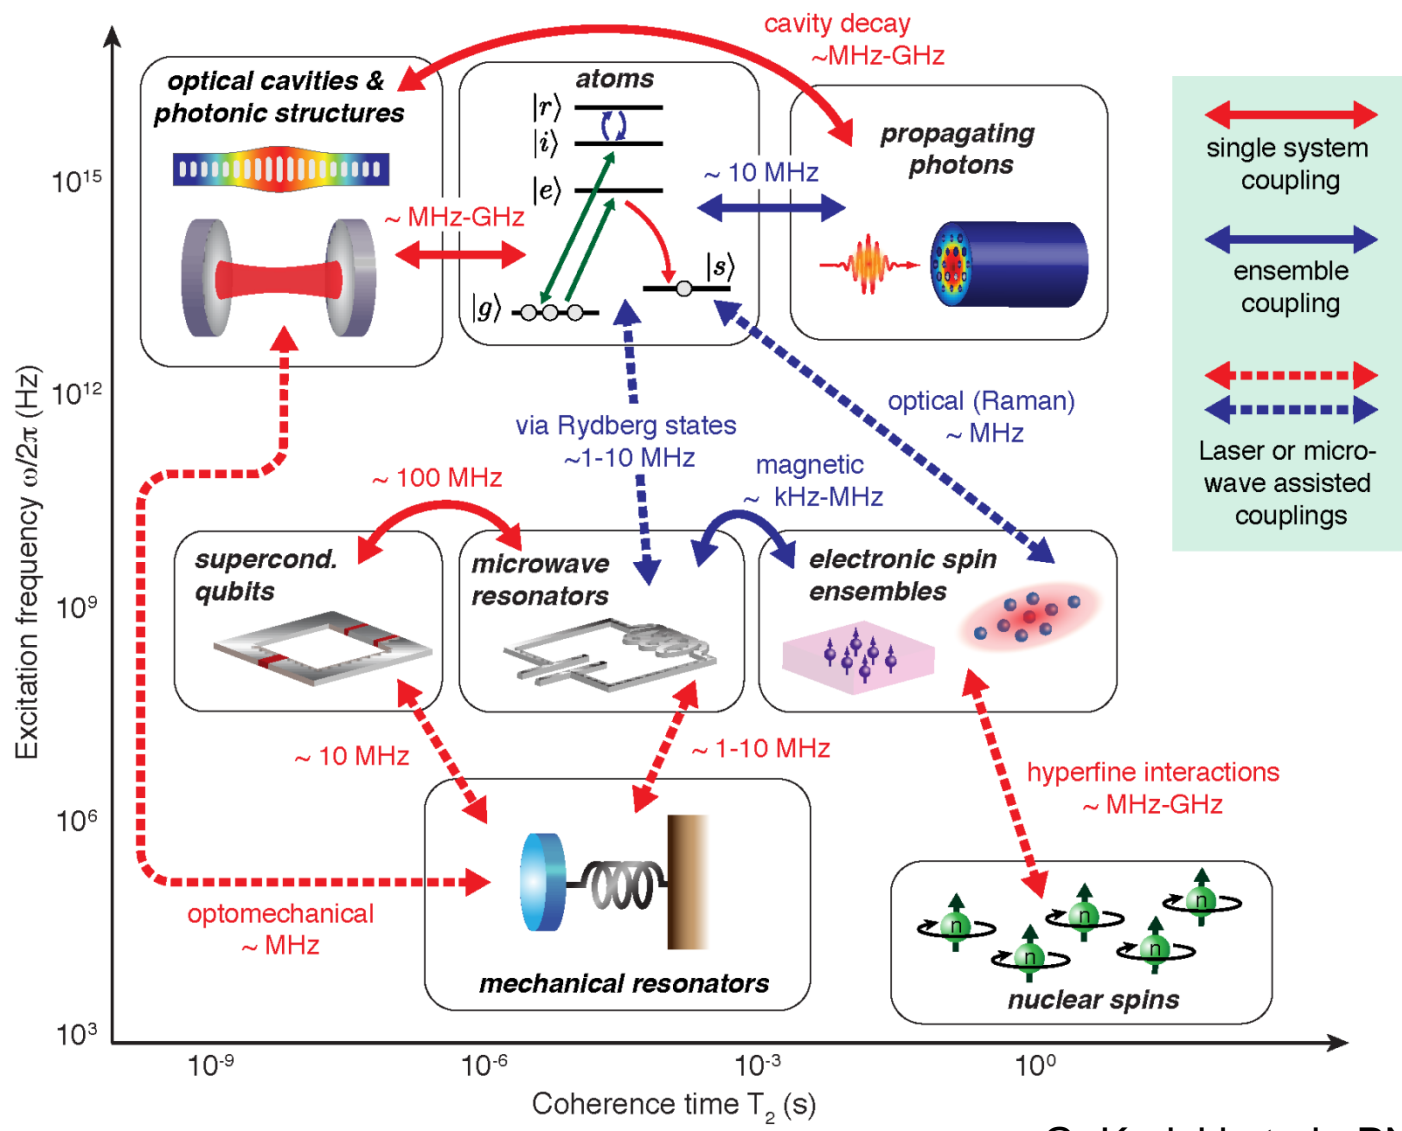 cavity decay
~MHz-GHz
optical cavities &
photonic structures
atoms
|r⟩
|i⟩
|e⟩
|s⟩
|g⟩
~ MHz-GHz
~ 10 MHz
propagating
photons
single system
coupling
ensemble
coupling
Laser or micro-
wave assisted
couplings
via Rydberg states
~1-10 MHz
optical (Raman)
~ MHz
magnetic
~ kHz-MHz
~ 100 MHz
supercond.
qubits
microwave
resonators
electronic spin
ensembles
~ 10 MHz
~ 1-10 MHz
hyperfine interactions
~ MHz-GHz
optomechanical
~ MHz
mechanical resonators
n
n
n
n
n
nuclear spins
Excitation frequency ω/2π (Hz)
10¹⁵
10¹²
10⁹
10⁶
10³
10⁻⁹
10⁻⁶
10⁻³
10⁰
Coherence time T₂ (s)